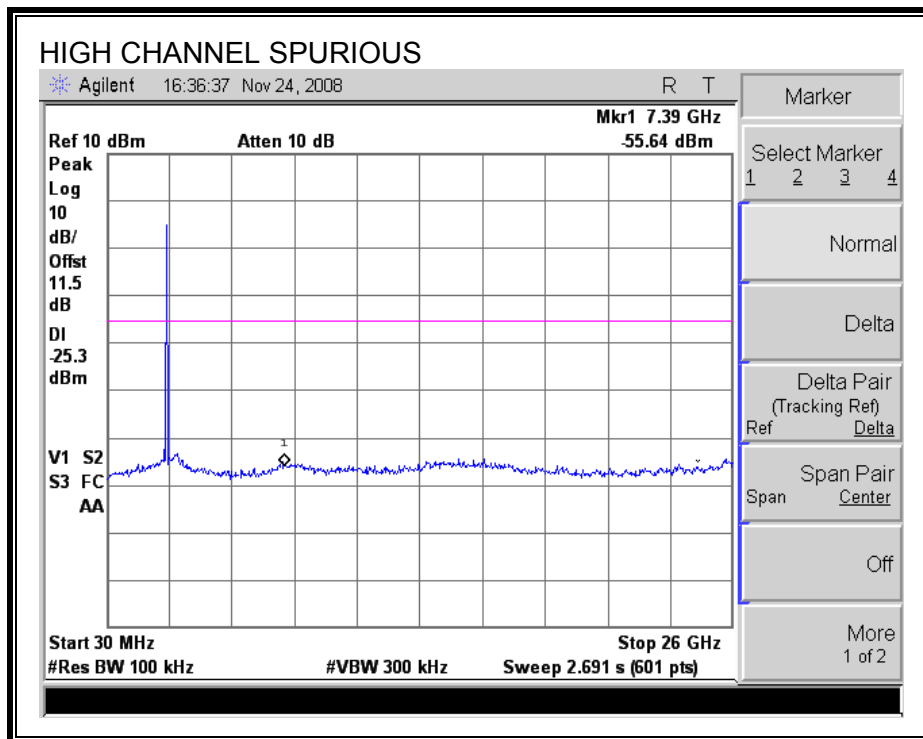 HIGH CHANNEL SPURIOUS
Agilent 16:36:37 Nov 24, 2008 R T
Mkr1 7.39 GHz
Ref 10 dBm Atten 10 dB -55.64 dBm
Peak
Log
10
dB/
Offst
11.5
dB
DI
-25.3
dBm
1
V1 S2
S3 FC
AA
Start 30 MHz Stop 26 GHz
#Res BW 100 kHz #VBW 300 kHz Sweep 2.691 s (601 pts)
Marker
Select Marker
1 2 3 4
Normal
Delta
Delta Pair
(Tracking Ref)
Ref Delta
Span Pair
Span Center
Off
More
1 of 2